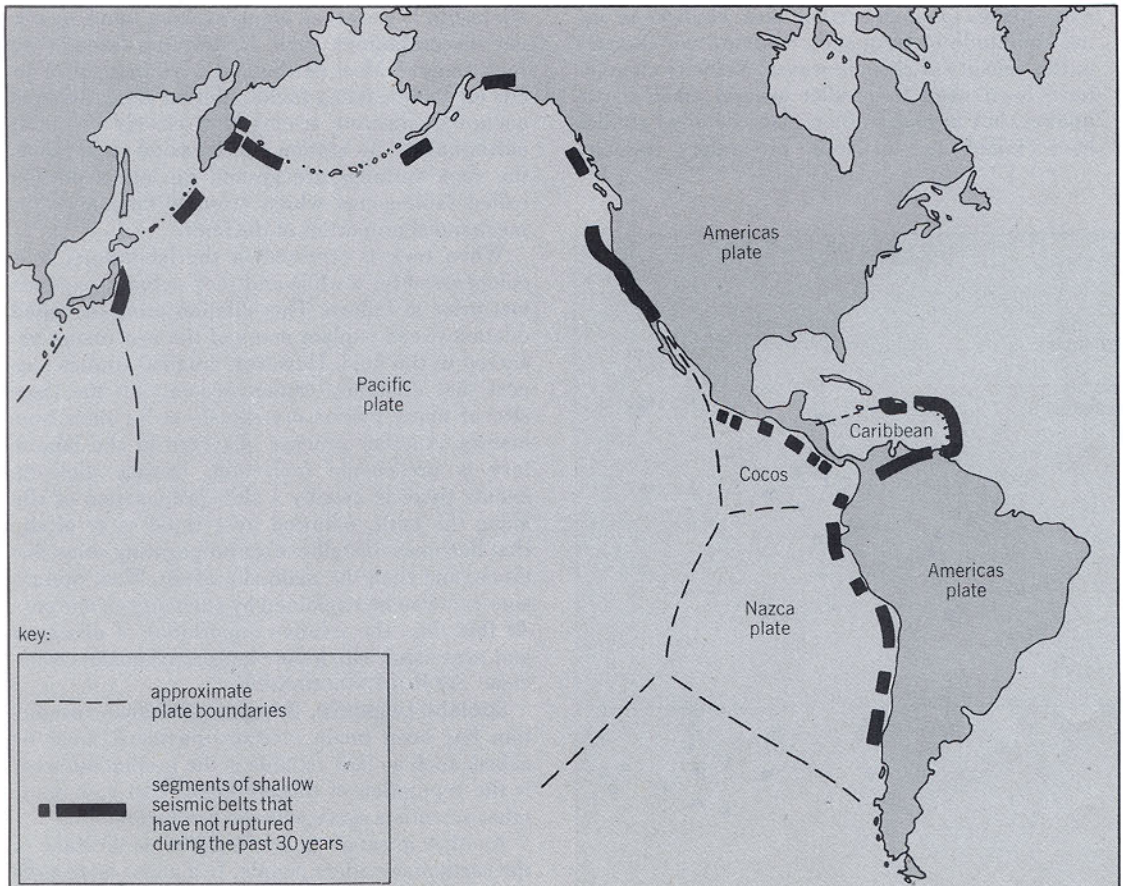 Americas
plate
Pacific
plate
Caribbean
Cocos
Americas
plate
Nazca
plate
key:
approximate
plate boundaries
segments of shallow
seismic belts that
have not ruptured
during the past 30 years